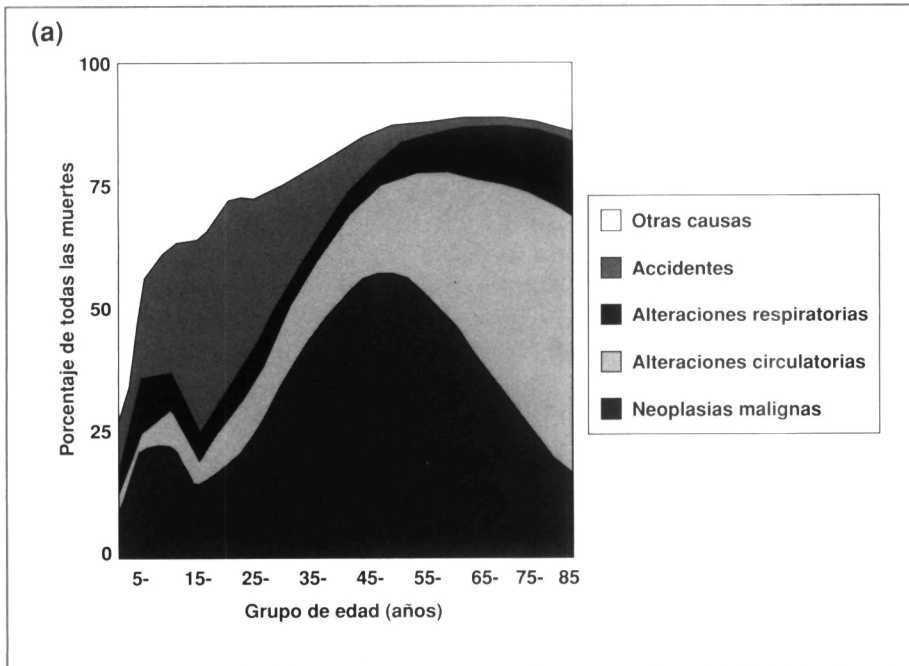 (a)
Porcentaje de todas las muertes
100
75
50
25
0
5- 15- 25- 35- 45- 55- 65- 75- 85
Grupo de edad (años)
Otras causas
Accidentes
Alteraciones respiratorias
Alteraciones circulatorias
Neoplasias malignas